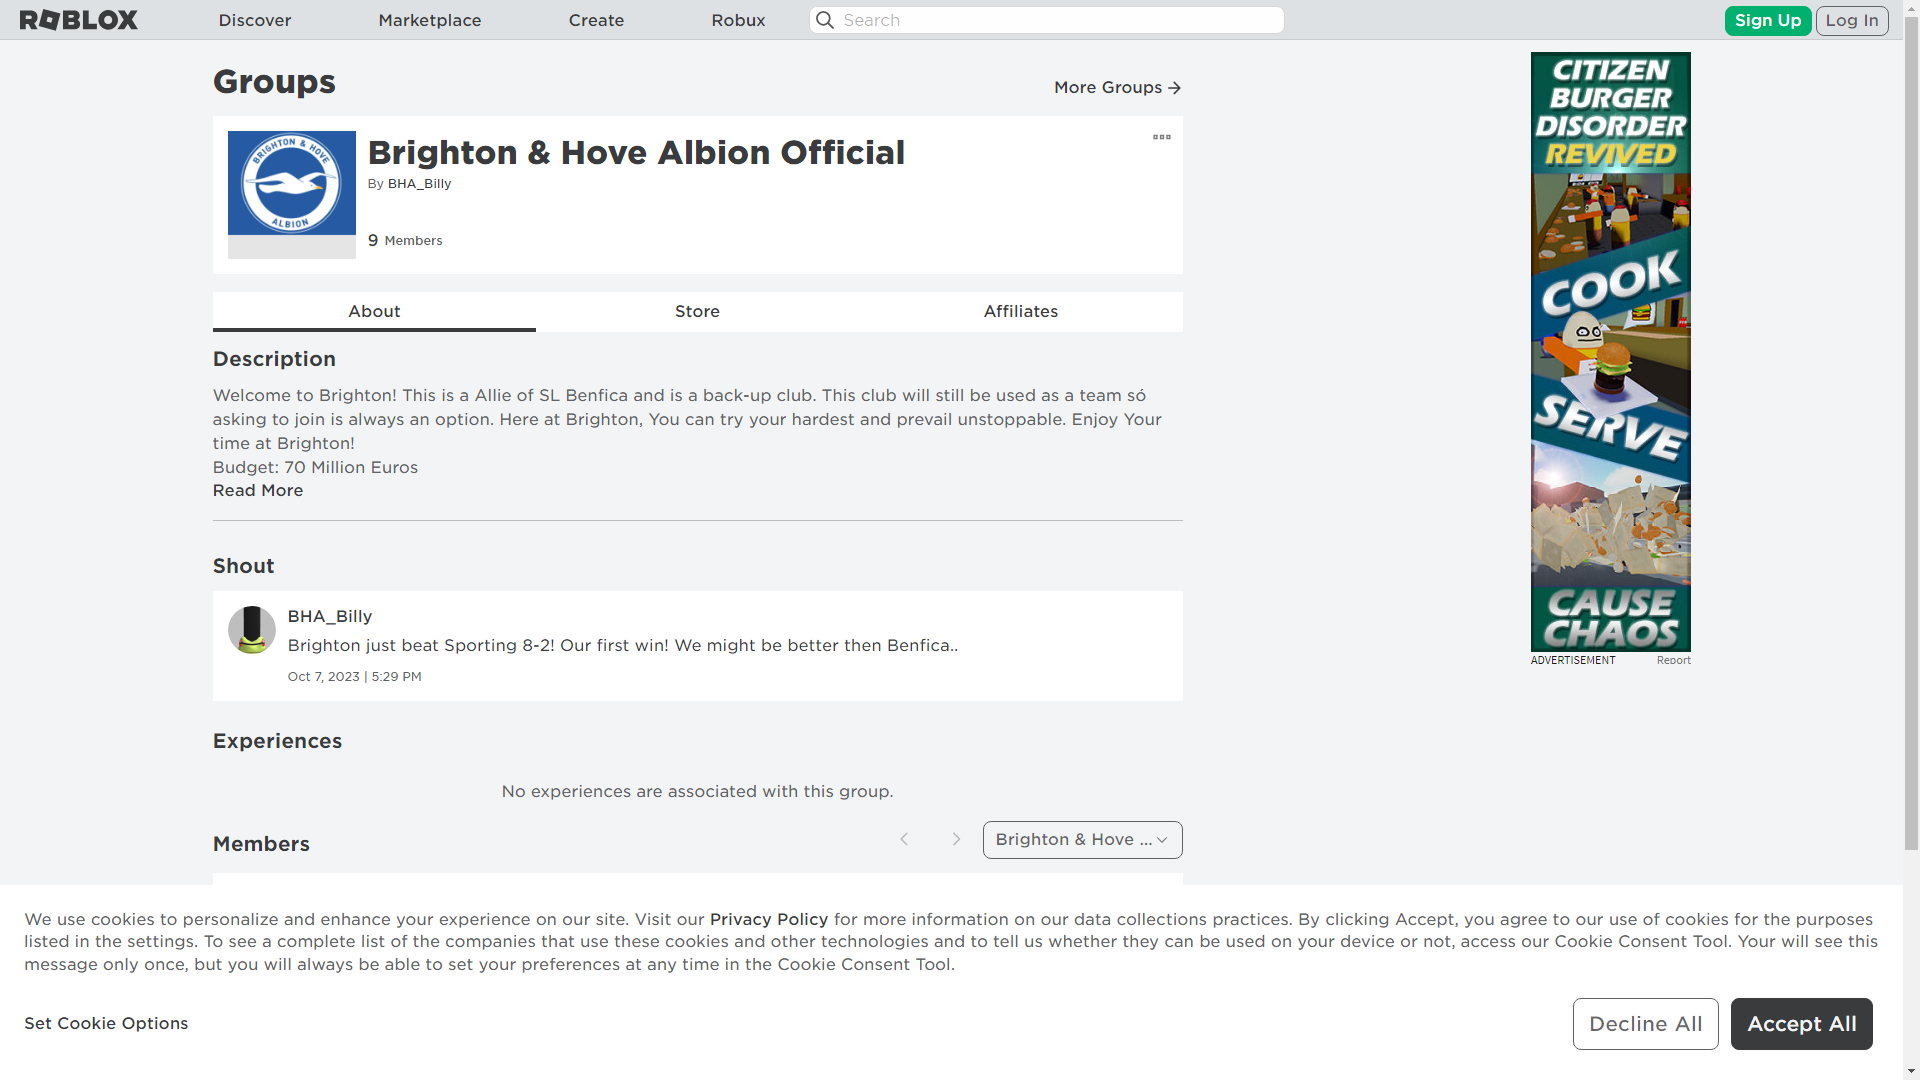 ROBLOX
Discover
Marketplace
Create
Robux
Search
Sign Up
Log In
Groups
More Groups
BRIGHTON & HOVE
ALBION
Brighton & Hove Albion Official
By BHA_Billy
9 Members
About
Store
Affiliates
Description
Welcome to Brighton! This is a Allie of SL Benfica and is a back-up club. This club will still be used as a team só
asking to join is always an option. Here at Brighton, You can try your hardest and prevail unstoppable. Enjoy Your
time at Brighton!
Budget: 70 Million Euros
Read More
Shout
BHA_Billy
Brighton just beat Sporting 8-2! Our first win! We might be better then Benfica..
Oct 7, 2023 | 5:29 PM
Experiences
No experiences are associated with this group.
Members
Brighton & Hove ...
CITIZEN
BURGER
DISORDER
REVIVED
COOK
SERVE
CAUSE
CHAOS
ADVERTISEMENT
Report
We use cookies to personalize and enhance your experience on our site. Visit our Privacy Policy for more information on our data collections practices. By clicking Accept, you agree to our use of cookies for the purposes
listed in the settings. To see a complete list of the companies that use these cookies and other technologies and to tell us whether they can be used on your device or not, access our Cookie Consent Tool. Your will see this
message only once, but you will always be able to set your preferences at any time in the Cookie Consent Tool.
Set Cookie Options
Decline All
Accept All